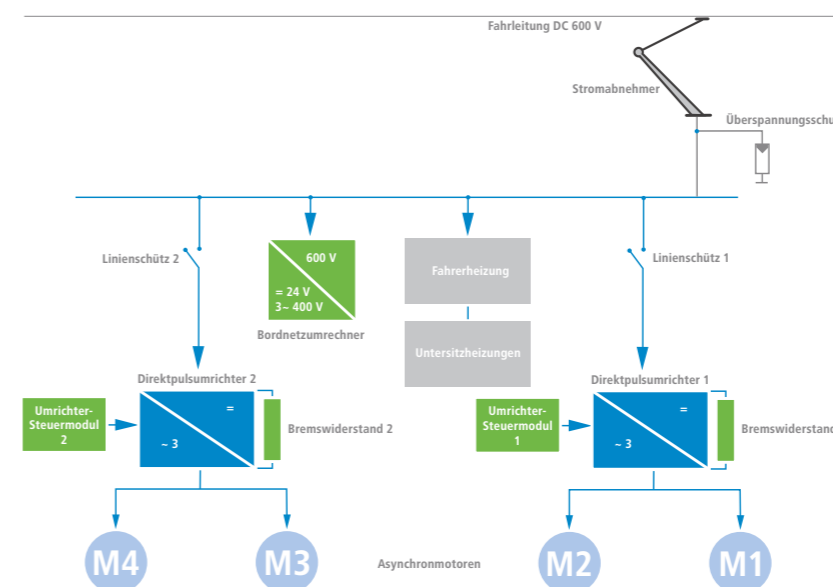 Fahrleitung DC 600 V
Stromabnehmer
Überspannungsschu
Linienschütz 2
600 V
= 24 V
3~ 400 V
Bordnetzumrechner
Fahrerheizung
Untersitzheizungen
Linienschütz 1
Direktpulsumrichter 2
Umrichter-
Steuermodul
2
=
~ 3
Bremswiderstand 2
Direktpulsumrichter 1
Umrichter-
Steuermodul
1
=
~ 3
Bremswiderstand
M4
M3
Asynchronmotoren
M2
M1